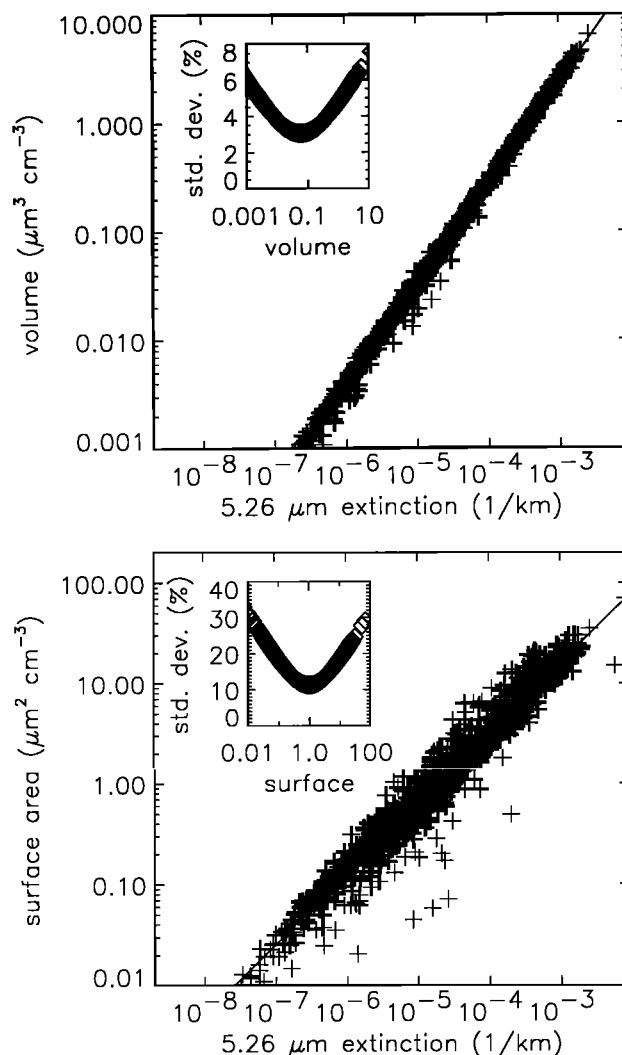 10.000
1.000
0.100
0.010
0.001
volume (μm³ cm⁻³)
8
6
4
2
0
std. dev. (%)
0.001 0.1 10
volume
10⁻⁸ 10⁻⁷ 10⁻⁶ 10⁻⁵ 10⁻⁴ 10⁻³
5.26 μm extinction (1/km)
100.00
10.00
1.00
0.10
0.01
surface area (μm² cm⁻³)
40
30
20
10
0
std. dev. (%)
0.01 1.0 100
surface
10⁻⁸ 10⁻⁷ 10⁻⁶ 10⁻⁵ 10⁻⁴ 10⁻³
5.26 μm extinction (1/km)